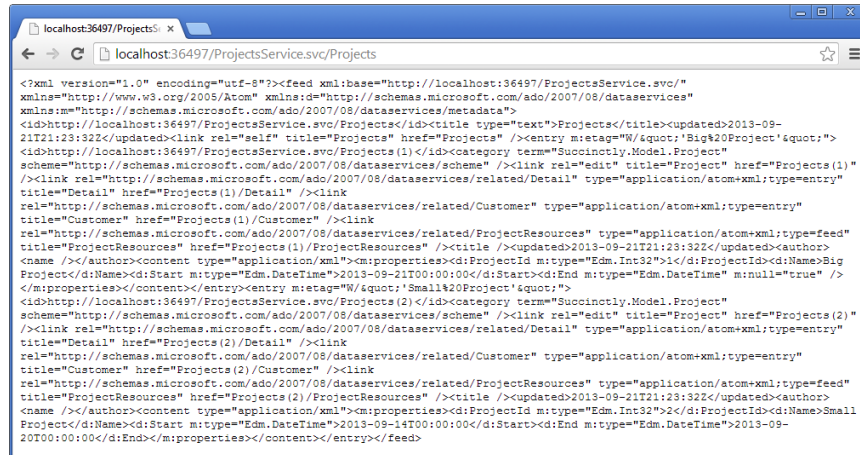 localhost:36497/ProjectsSe
localhost:36497/ProjectsService.svc/Projects
<?xml version="1.0" encoding="utf-8"?><feed xml:base="http://localhost:36497/ProjectsService.svc/"
xmlns="http://www.w3.org/2005/Atom" xmlns:d="http://schemas.microsoft.com/ado/2007/08/dataservices"
xmlns:m="http://schemas.microsoft.com/ado/2007/08/dataservices/metadata">
<id>http://localhost:36497/ProjectsService.svc/Projects</id><title type="text">Projects</title><updated>2013-09-
21T21:23:32Z</updated><link rel="self" title="Projects" href="Projects" /><entry m:etag="W/&quot;'Big%20Project'&quot;">
<id>http://localhost:36497/ProjectsService.svc/Projects(1)</id><category term="Succinctly.Model.Project"
scheme="http://schemas.microsoft.com/ado/2007/08/dataservices/scheme" /><link rel="edit" title="Project" href="Projects(1)"
/><link rel="http://schemas.microsoft.com/ado/2007/08/dataservices/related/Detail" type="application/atom+xml;type=entry"
title="Detail" href="Projects(1)/Detail" /><link
rel="http://schemas.microsoft.com/ado/2007/08/dataservices/related/Customer" type="application/atom+xml;type=entry"
title="Customer" href="Projects(1)/Customer" /><link
rel="http://schemas.microsoft.com/ado/2007/08/dataservices/related/ProjectResources" type="application/atom+xml;type=feed"
title="ProjectResources" href="Projects(1)/ProjectResources" /><title /><updated>2013-09-21T21:23:32Z</updated><author>
<name /></author><content type="application/xml"><m:properties><d:ProjectId m:type="Edm.Int32">1</d:ProjectId><d:Name>Big
Project</d:Name><d:Start m:type="Edm.DateTime">2013-09-21T00:00:00</d:Start><d:End m:type="Edm.DateTime" m:null="true" />
</m:properties></content></entry><entry m:etag="W/&quot;'Small%20Project'&quot;">
<id>http://localhost:36497/ProjectsService.svc/Projects(2)</id><category term="Succinctly.Model.Project"
scheme="http://schemas.microsoft.com/ado/2007/08/dataservices/scheme" /><link rel="edit" title="Project" href="Projects(2)"
/><link rel="http://schemas.microsoft.com/ado/2007/08/dataservices/related/Detail" type="application/atom+xml;type=entry"
title="Detail" href="Projects(2)/Detail" /><link
rel="http://schemas.microsoft.com/ado/2007/08/dataservices/related/Customer" type="application/atom+xml;type=entry"
title="Customer" href="Projects(2)/Customer" /><link
rel="http://schemas.microsoft.com/ado/2007/08/dataservices/related/ProjectResources" type="application/atom+xml;type=feed"
title="ProjectResources" href="Projects(2)/ProjectResources" /><title /><updated>2013-09-21T21:23:32Z</updated><author>
<name /></author><content type="application/xml"><m:properties><d:ProjectId m:type="Edm.Int32">2</d:ProjectId><d:Name>Small
Project</d:Name><d:Start m:type="Edm.DateTime">2013-09-14T00:00:00</d:Start><d:End m:type="Edm.DateTime">2013-09-
20T00:00:00</d:End></m:properties></content></entry></feed>